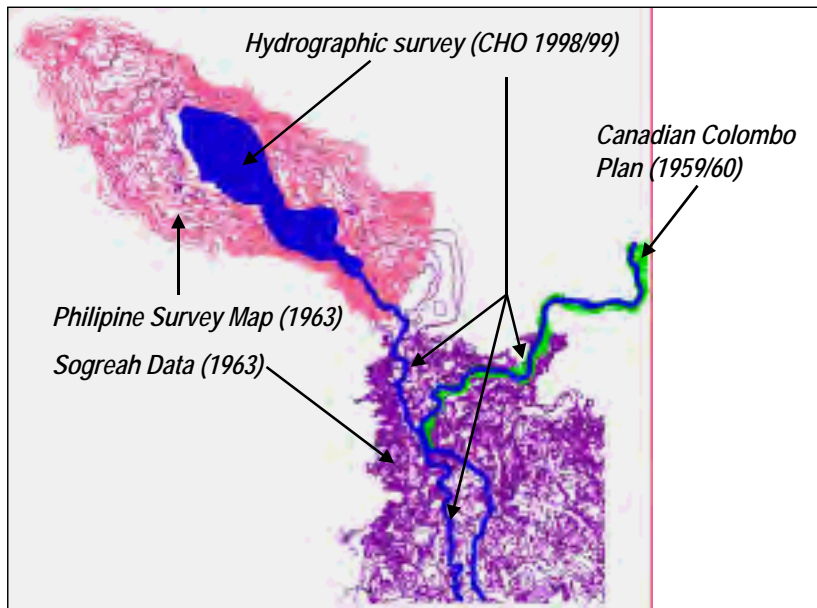 Hydrographic survey (CHO 1998/99)
Canadian Colombo
Plan (1959/60)
Philipine Survey Map (1963)
Sogreah Data (1963)